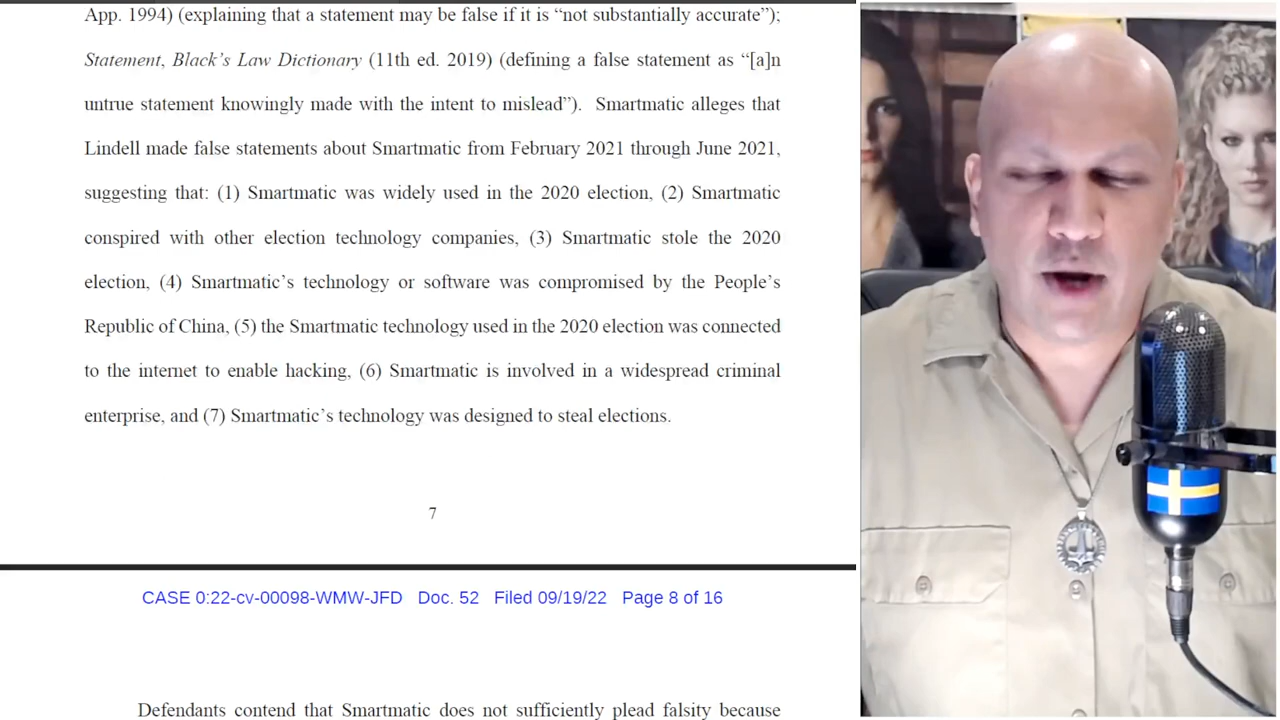 App. 1994) (explaining that a statement may be false if it is “not substantially accurate”);
Statement, Black’s Law Dictionary (11th ed. 2019) (defining a false statement as “[a]n
untrue statement knowingly made with the intent to mislead”).  Smartmatic alleges that
Lindell made false statements about Smartmatic from February 2021 through June 2021,
suggesting that: (1) Smartmatic was widely used in the 2020 election, (2) Smartmatic
conspired with other election technology companies, (3) Smartmatic stole the 2020
election, (4) Smartmatic’s technology or software was compromised by the People’s
Republic of China, (5) the Smartmatic technology used in the 2020 election was connected
to the internet to enable hacking, (6) Smartmatic is involved in a widespread criminal
enterprise, and (7) Smartmatic’s technology was designed to steal elections.
7
CASE 0:22-cv-00098-WMW-JFD   Doc. 52   Filed 09/19/22   Page 8 of 16
Defendants contend that Smartmatic does not sufficiently plead falsity because